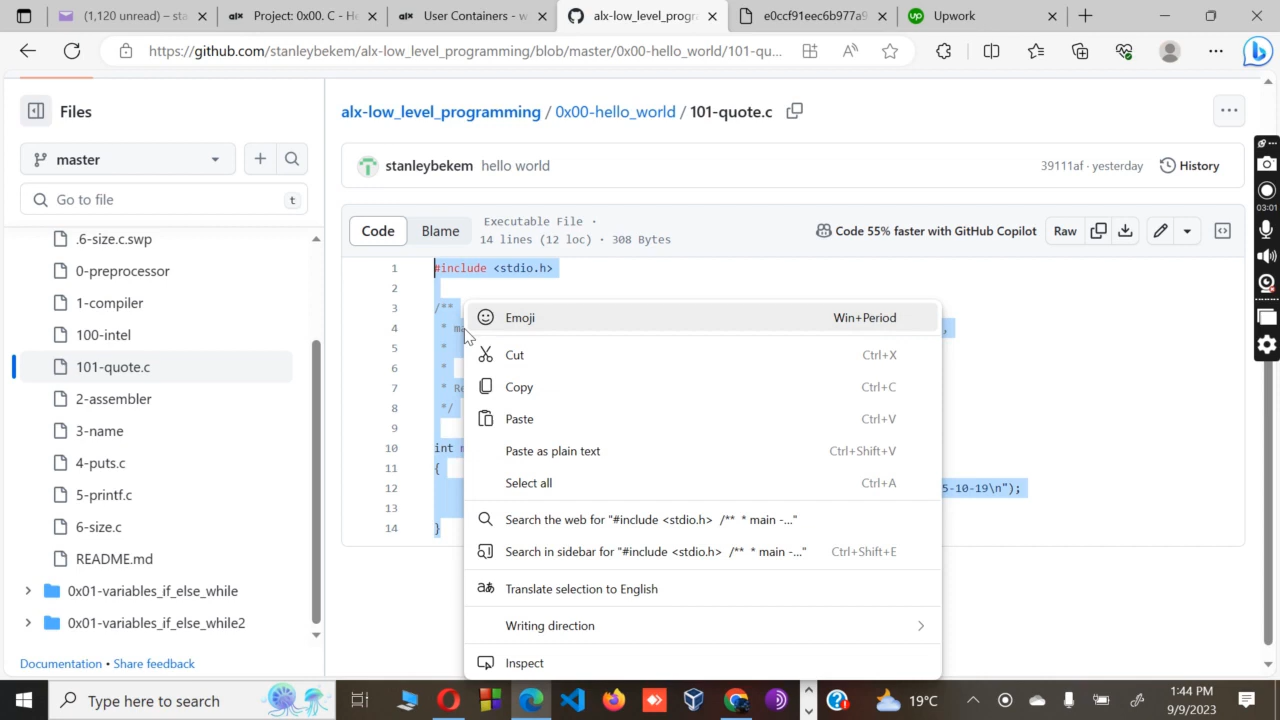 (1,120 unread) – sta
Project: 0x00. C - He
User Containers - w
alx-low_level_progra
e0ccf91eec6b977a9
Upwork
https://github.com/stanleybekem/alx-low_level_programming/blob/master/0x00-hello_world/101-qu...
Files
alx-low_level_programming / 0x00-hello_world / 101-quote.c
master
stanleybekem hello world
39111af · yesterday
History
Go to file
t
Code
Blame
Executable File ·
14 lines (12 loc) · 308 Bytes
Code 55% faster with GitHub Copilot
Raw
.6-size.c.swp
0-preprocessor
1-compiler
100-intel
101-quote.c
2-assembler
3-name
4-puts.c
5-printf.c
6-size.c
README.md
0x01-variables_if_else_while
0x01-variables_if_else_while2
Documentation • Share feedback
1 #include <stdio.h>
2
3 /**
4 * ma ,
5 *
6 *
7 * Re
8 */
9
10 int m
11 {
12 5-10-19\n");
13
14 }
Emoji Win+Period
Cut Ctrl+X
Copy Ctrl+C
Paste Ctrl+V
Paste as plain text Ctrl+Shift+V
Select all Ctrl+A
Search the web for "#include <stdio.h> /** * main -..."
Search in sidebar for "#include <stdio.h> /** * main -..." Ctrl+Shift+E
Translate selection to English
Writing direction
Inspect
03:01
Type here to search
19°C
1:44 PM
9/9/2023